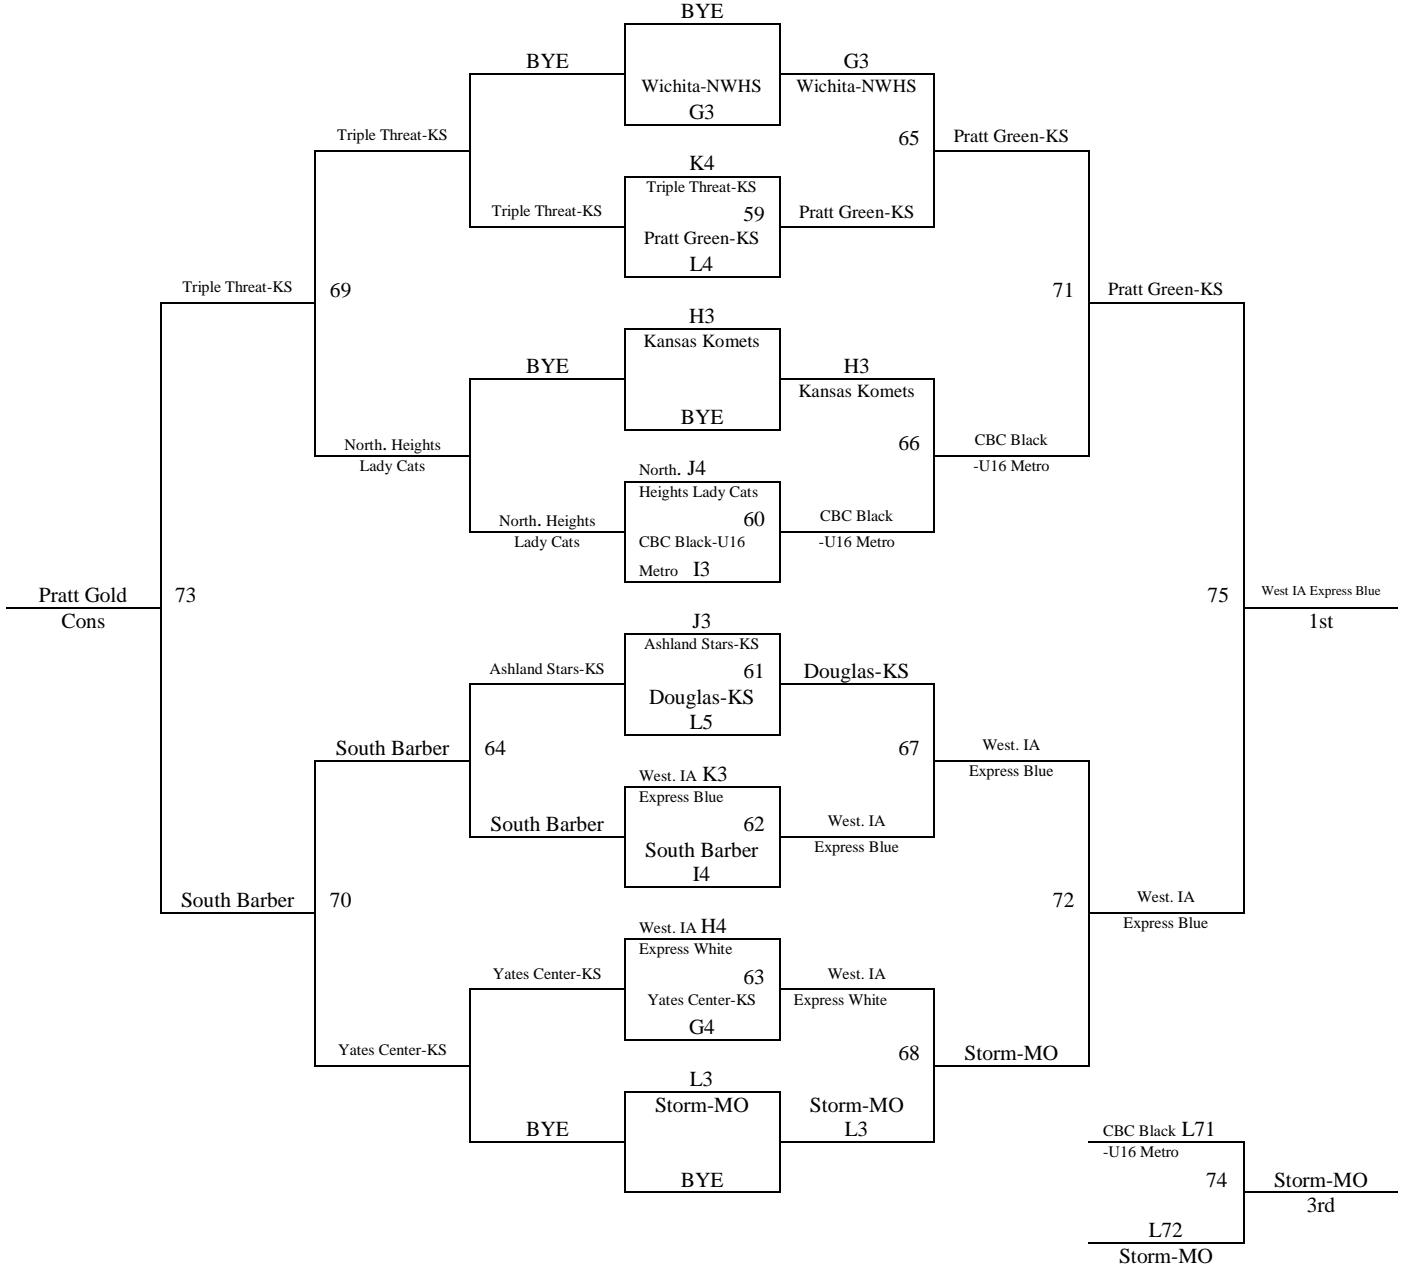 BYE
BYE
G3
Wichita-NWHS
Wichita-NWHS
G3
Triple Threat-KS
65
Pratt Green-KS
K4
Triple Threat-KS
Triple Threat-KS
59
Pratt Green-KS
Pratt Green-KS
L4
Triple Threat-KS
69
71
Pratt Green-KS
H3
Kansas Komets
BYE
H3
Kansas Komets
BYE
North. Heights
Lady Cats
66
CBC Black
-U16 Metro
North. J4
Heights Lady Cats
North. Heights
Lady Cats
60
CBC Black
-U16 Metro
CBC Black-U16
Metro I3
Pratt Gold
Cons
73
75
West IA Express Blue
1st
J3
Ashland Stars-KS
Ashland Stars-KS
61
Douglas-KS
Douglas-KS
L5
South Barber
64
67
West. IA
Express Blue
West. IA K3
Express Blue
South Barber
62
West. IA
Express Blue
South Barber
I4
South Barber
70
72
West. IA
Express Blue
West. IA H4
Express White
Yates Center-KS
63
West. IA
Express White
Yates Center-KS
G4
Yates Center-KS
68
Storm-MO
L3
Storm-MO
Storm-MO
BYE
L3
BYE
CBC Black L71
-U16 Metro
74
Storm-MO
3rd
L72
Storm-MO